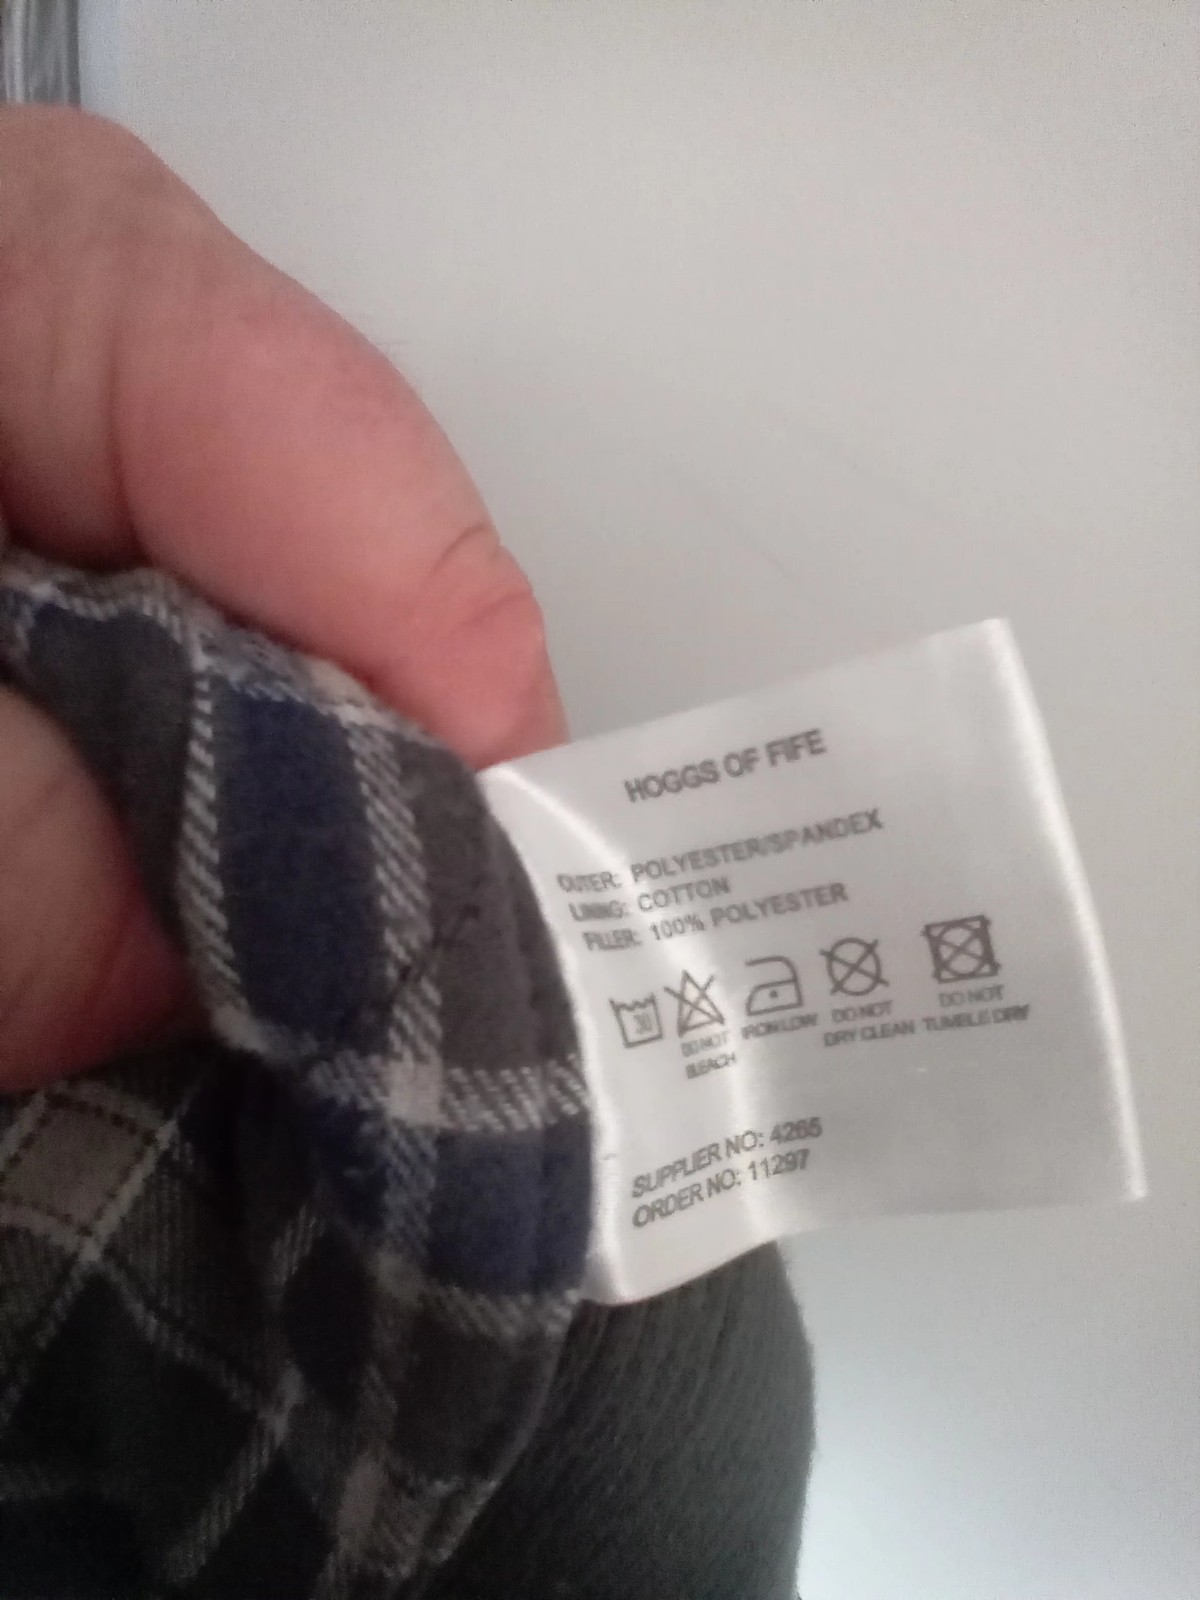 HOGGS OF FIFE
OUTER: POLYESTER/SPANDEX
LINING: COTTON
FILLER: 100% POLYESTER
30
DO NOT
BLEACH
IRON LOW
DO NOT
DRY CLEAN
DO NOT
TUMBLE DRY
SUPPLIER NO: 4265
ORDER NO: 11297